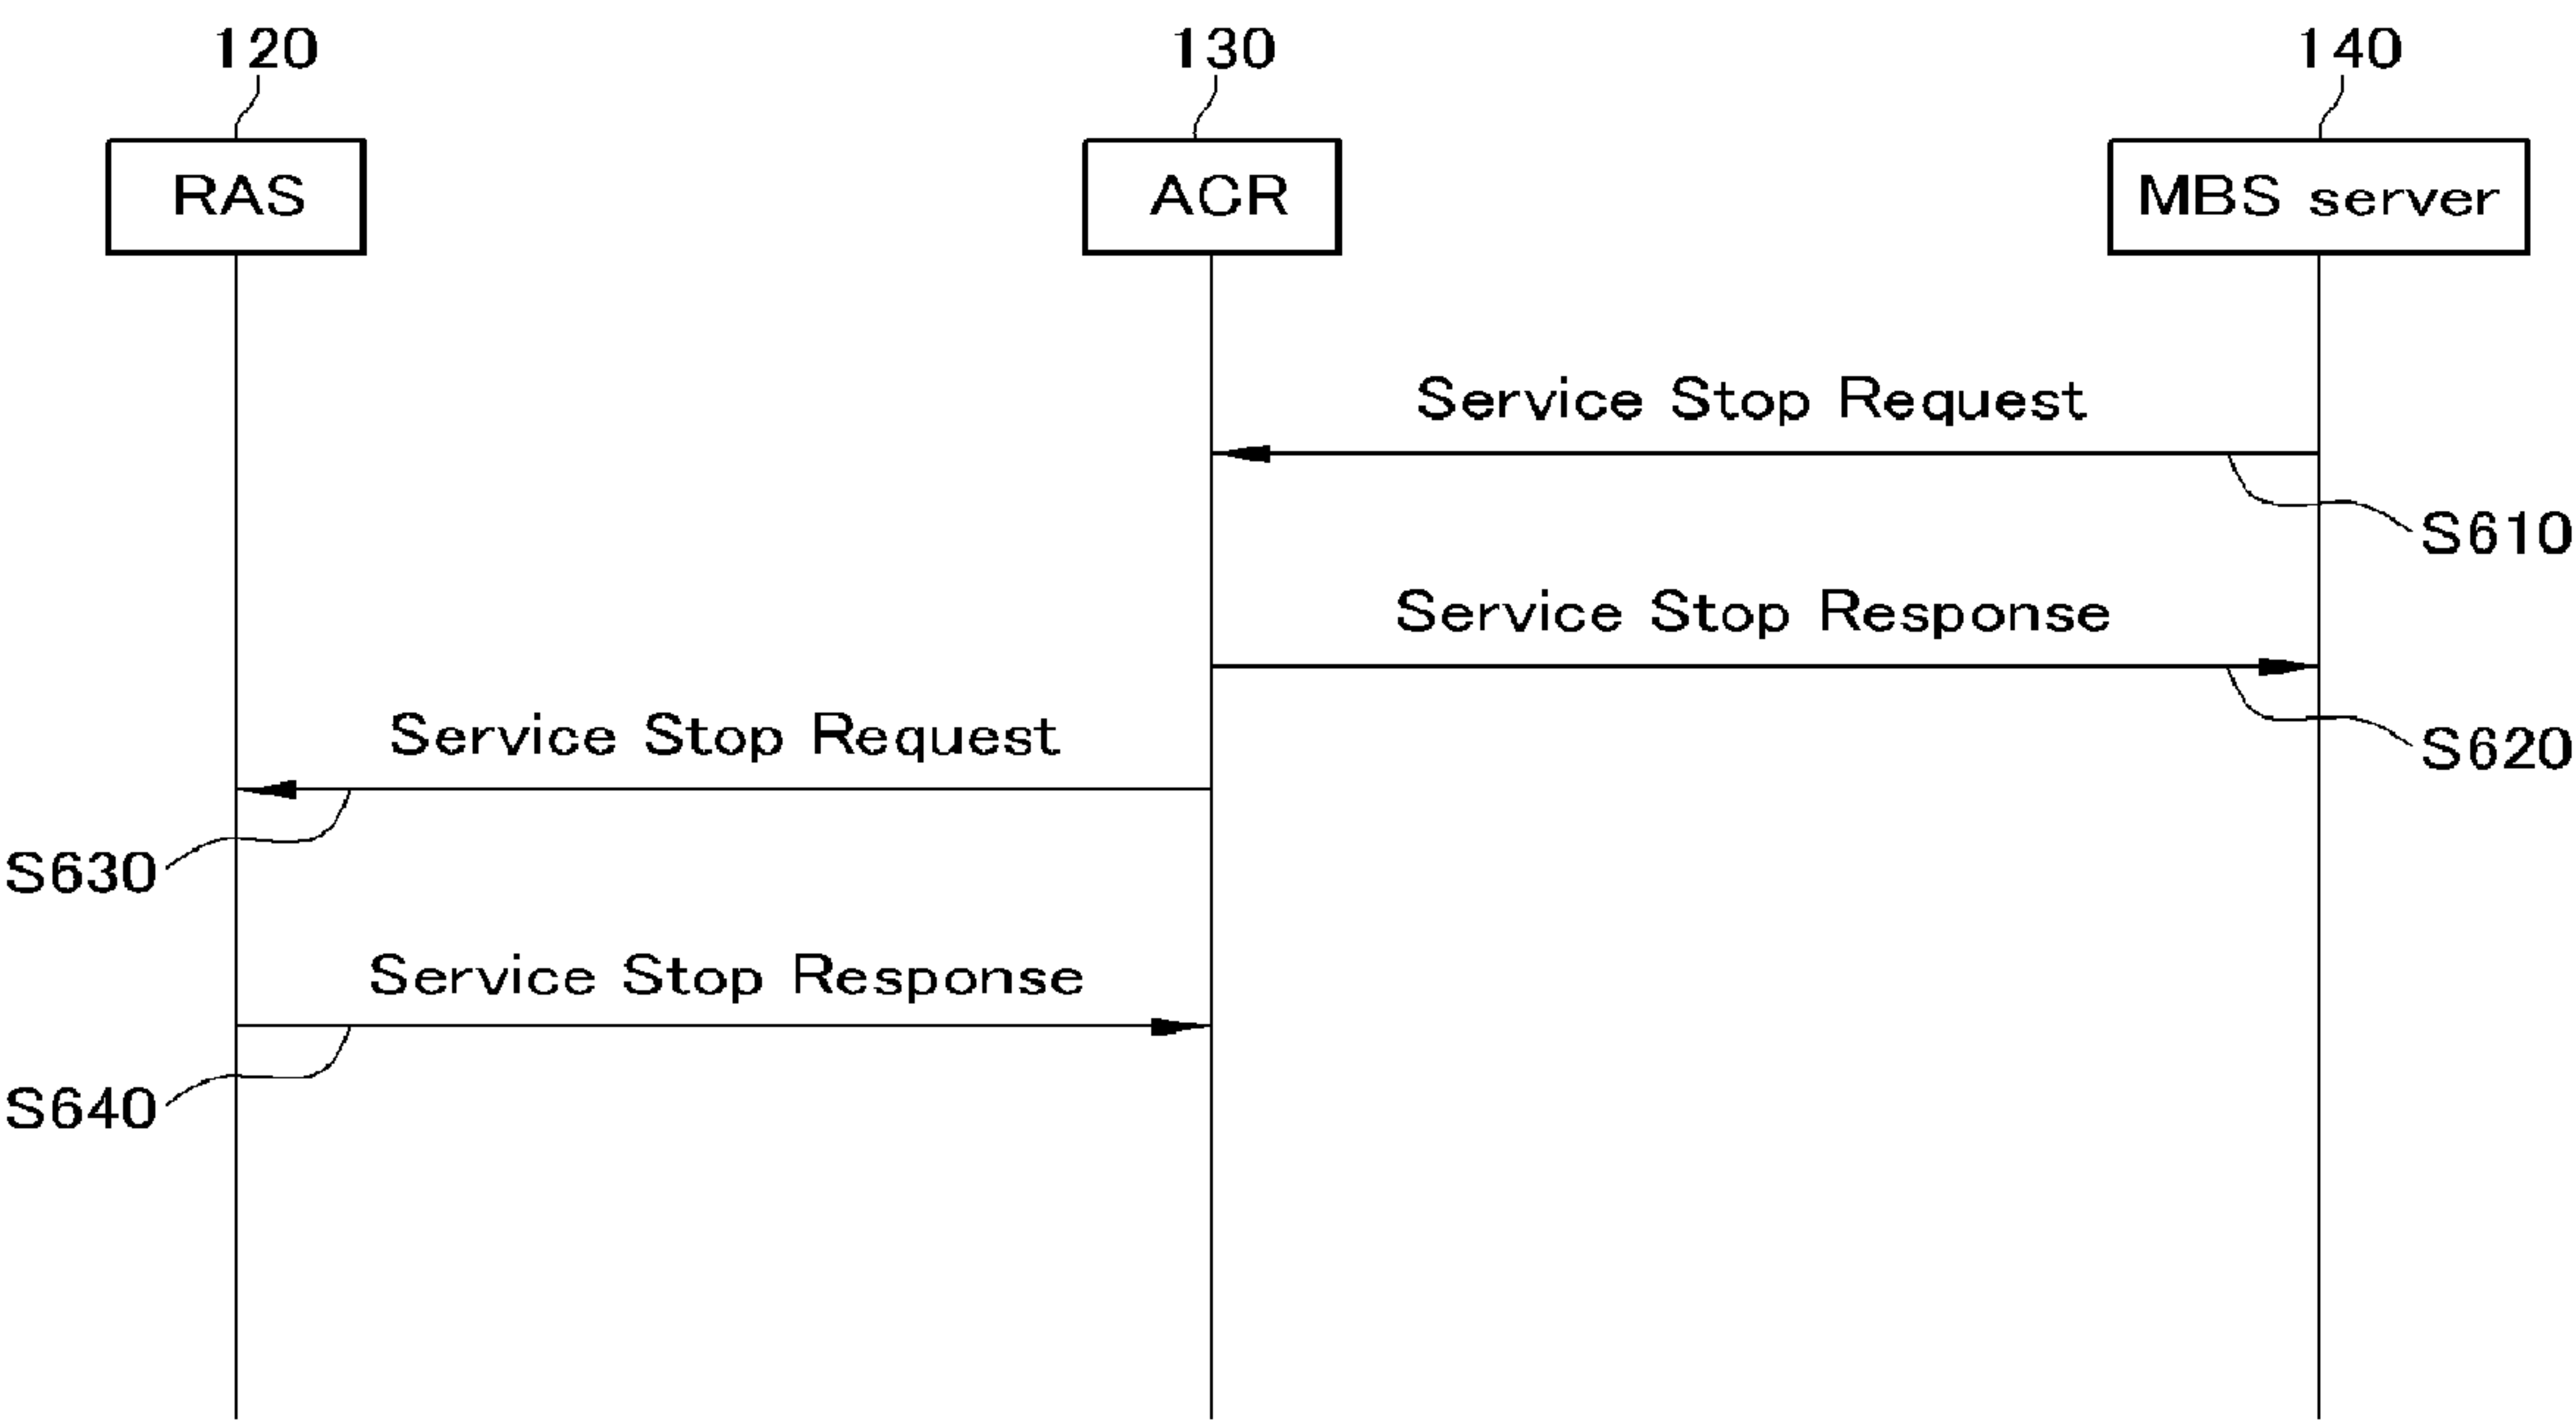 120
130
140
RAS
ACR
MBS server
Service Stop Request
S610
Service Stop Response
S620
Service Stop Request
S630
Service Stop Response
S640